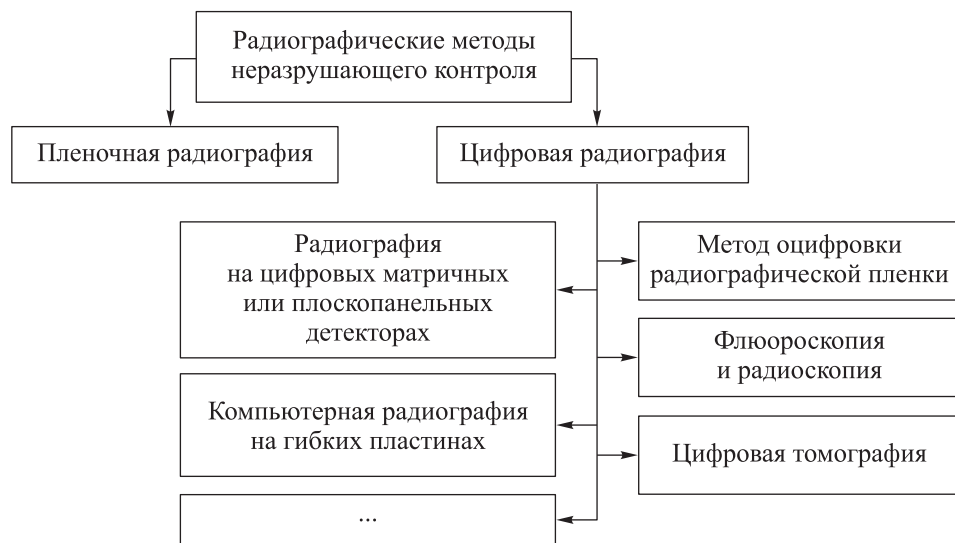 Радиографические методы
неразрушающего контроля
Пленочная радиография
Цифровая радиография
Радиография
на цифровых матричных
или плоскопанельных
детекторах
Метод оцифровки
радиографической пленки
Флюороскопия
и радиоскопия
Компьютерная радиография
на гибких пластинах
Цифровая томография
...